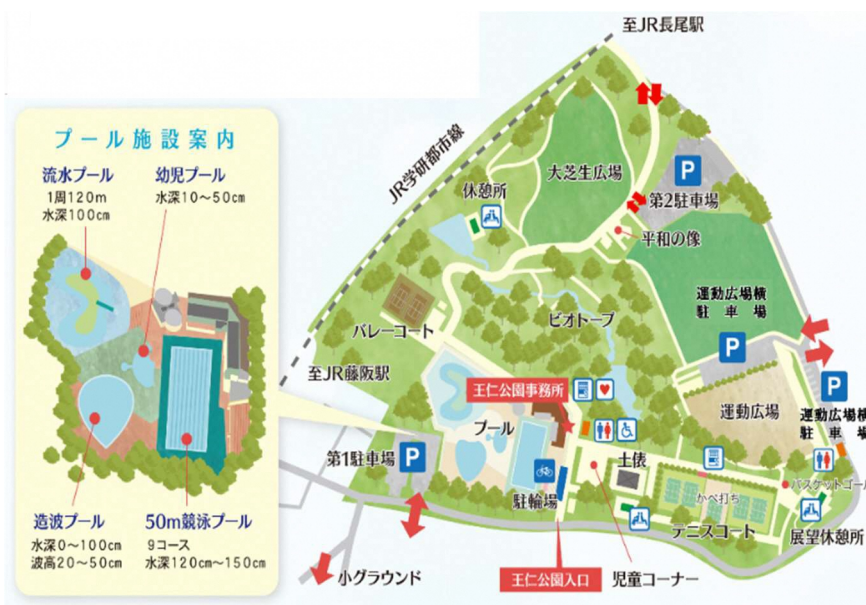 至JR長尾駅
プール施設案内
流水プール
1周120m
水深100cm
幼児プール
水深10〜50cm
造波プール
水深0〜100cm
波高20〜50cm
50m競泳プール
9コース
水深120cm〜150cm
JR学研都市線
休憩所
大芝生広場
P
第2駐車場
平和の像
バレーコート
ビオトープ
運動広場横
駐車場
P
至JR藤阪駅
王仁公園事務所
プール
運動広場
P
運動広場横
駐車場
第1駐車場
P
駐輪場
土俵
かべ打ち
バスケットゴール
テニスコート
展望休憩所
小グラウンド
王仁公園入口
児童コーナー